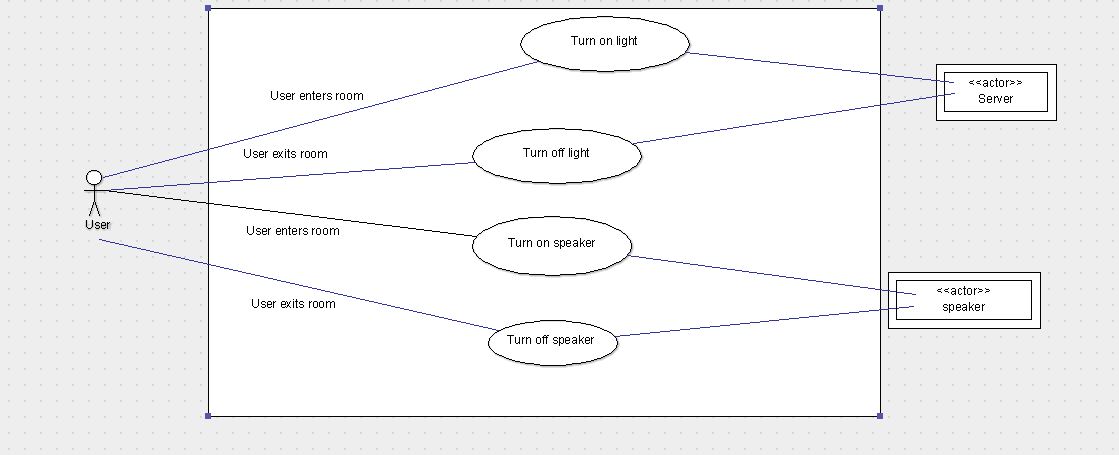 Turn on light
User enters room
<<actor>>
Server
User exits room
Turn off light
User
User enters room
Turn on speaker
<<actor>>
speaker
User exits room
Turn off speaker